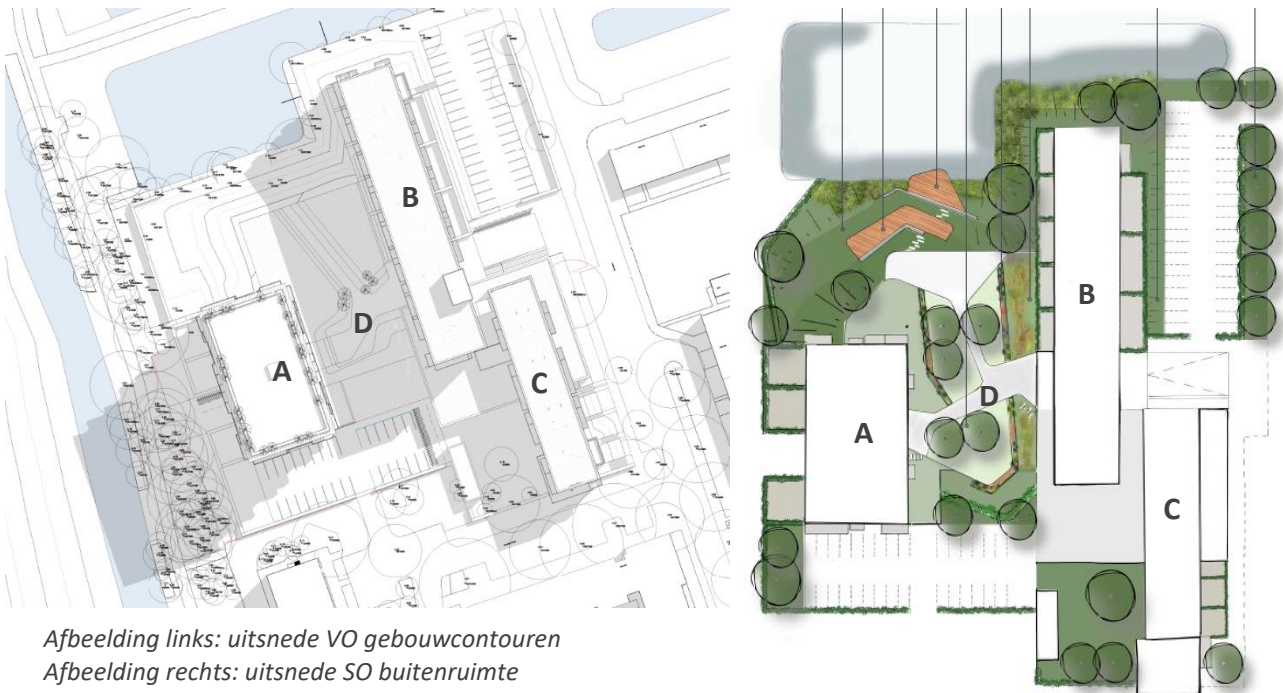 B
D
A
C
B
D
A
C
Afbeelding links: uitsnede VO gebouwcontouren
Afbeelding rechts: uitsnede SO buitenruimte